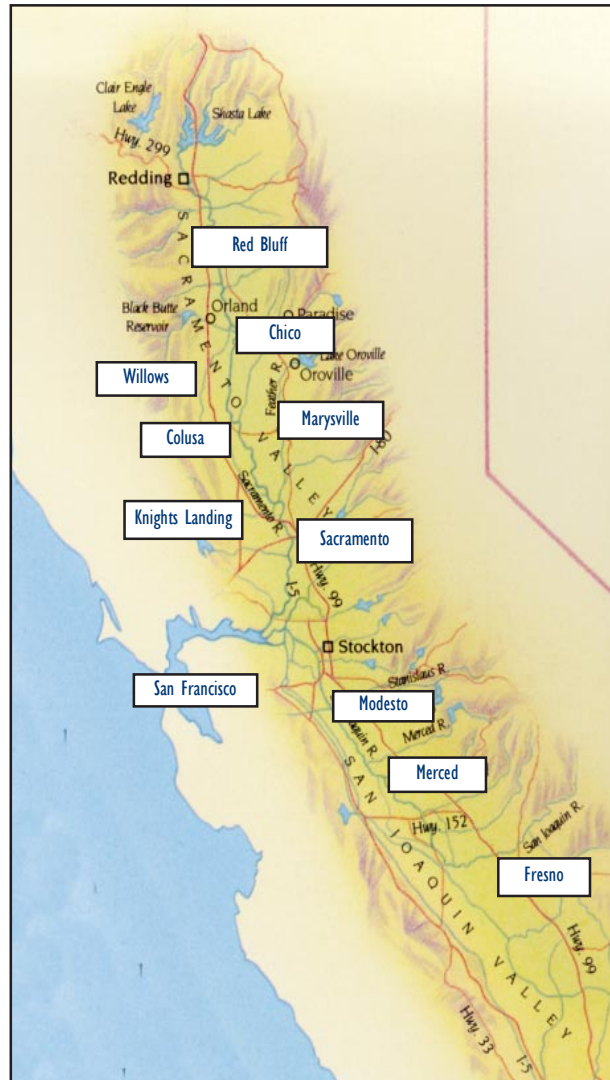 Clair Engle
Lake
Shasta Lake
Hwy. 299
Redding
SACRAMENTO VALLEY
Red Bluff
Black Butte
Reservoir
Orland
Paradise
Chico
Lake Oroville
Oroville
Willows
Feather R.
Marysville
I-80
Colusa
Sacramento R.
Knights Landing
Sacramento
I-5
Hwy. 99
Stockton
Stanislaus R.
San Francisco
Modesto
Joaquin R.
Merced R.
Merced
SAN JOAQUIN VALLEY
Hwy. 152
San Joaquin R.
Fresno
Hwy. 99
Hwy. 33
I-5